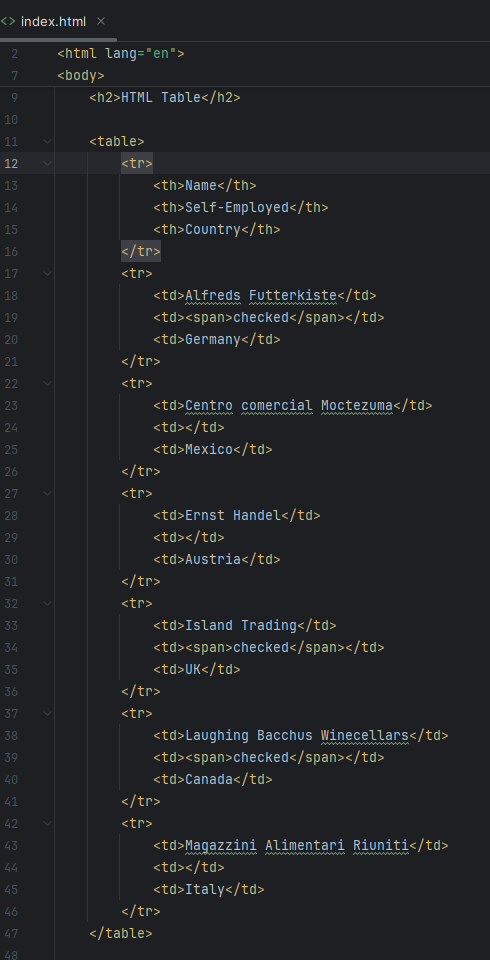 <> index.html ×
2 <html lang="en">
7 <body>
9 <h2>HTML Table</h2>
10
11 <table>
12 <tr>
13 <th>Name</th>
14 <th>Self-Employed</th>
15 <th>Country</th>
16 </tr>
17 <tr>
18 <td>Alfreds Futterkiste</td>
19 <td><span>checked</span></td>
20 <td>Germany</td>
21 </tr>
22 <tr>
23 <td>Centro comercial Moctezuma</td>
24 <td></td>
25 <td>Mexico</td>
26 </tr>
27 <tr>
28 <td>Ernst Handel</td>
29 <td></td>
30 <td>Austria</td>
31 </tr>
32 <tr>
33 <td>Island Trading</td>
34 <td><span>checked</span></td>
35 <td>UK</td>
36 </tr>
37 <tr>
38 <td>Laughing Bacchus Winecellars</td>
39 <td><span>checked</span></td>
40 <td>Canada</td>
41 </tr>
42 <tr>
43 <td>Magazzini Alimentari Riuniti</td>
44 <td></td>
45 <td>Italy</td>
46 </tr>
47 </table>
48